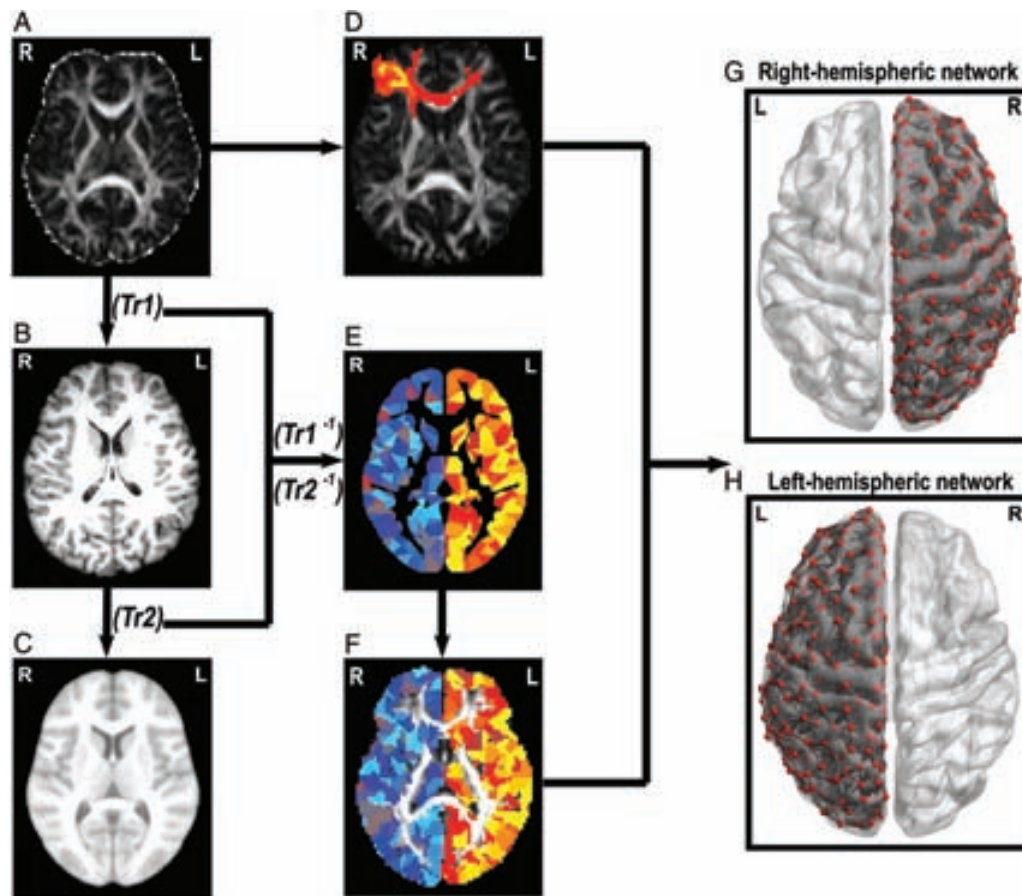 A
R L
D
R L
G Right-hemispheric network
L R
(Tr1)
B
R L
E
R L
(Tr1 -1)
(Tr2 -1)
H Left-hemispheric network
L R
(Tr2)
C
R L
F
R L